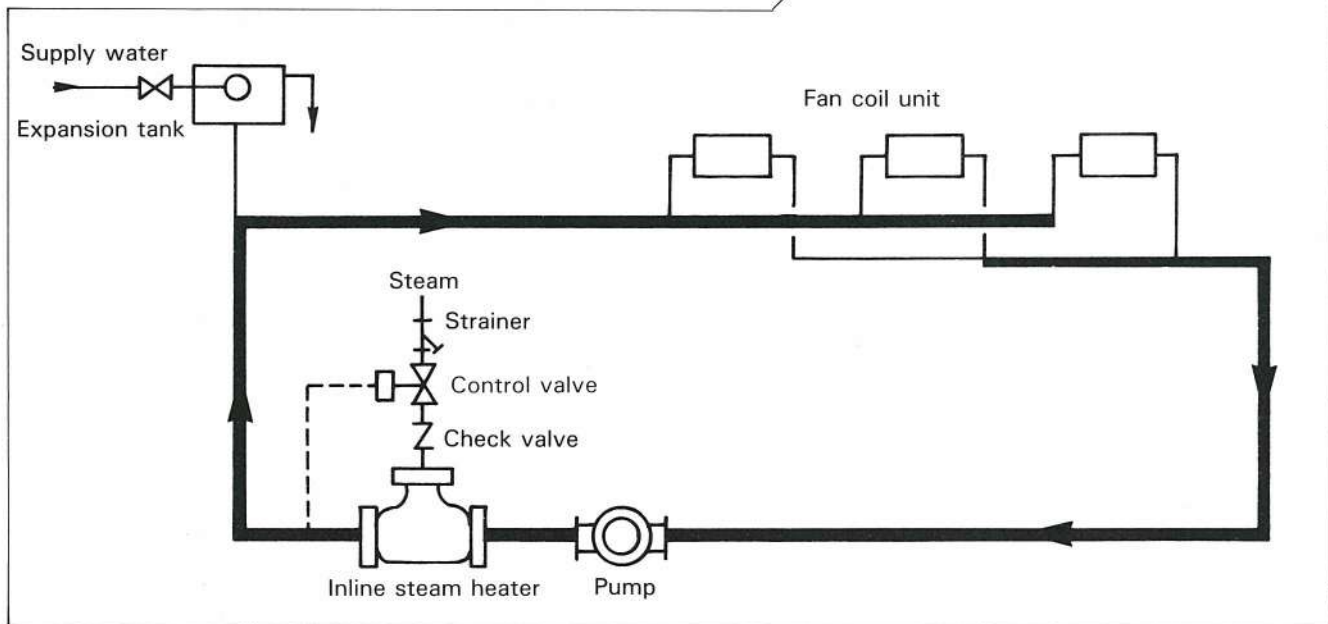 Supply water
Expansion tank
Fan coil unit
Steam
Strainer
Control valve
Check valve
Inline steam heater
Pump